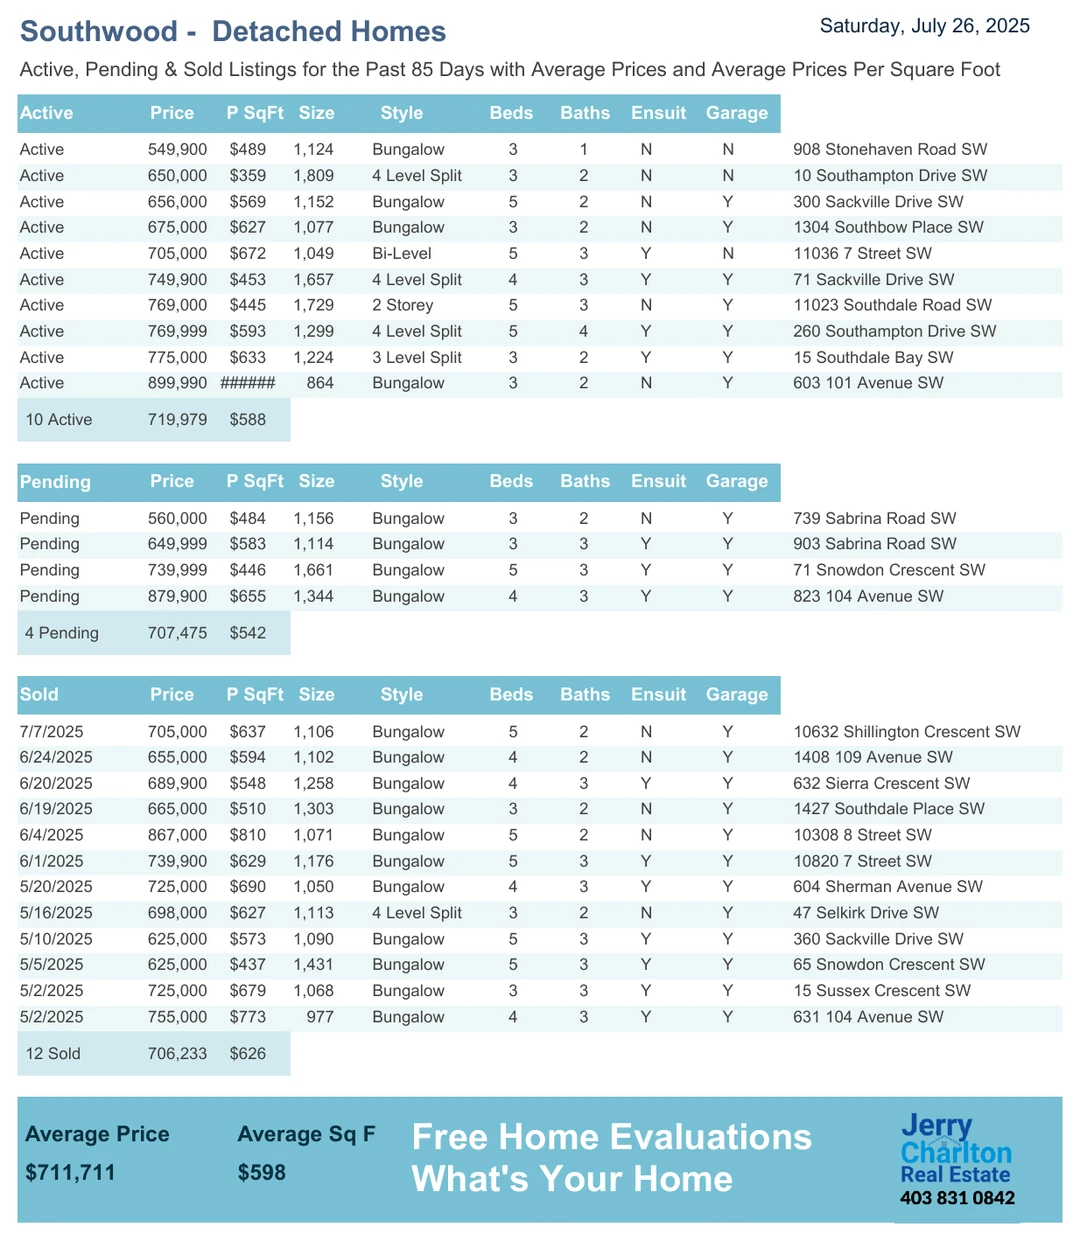 Southwood -  Detached Homes
Saturday, July 26, 2025
Active, Pending & Sold Listings for the Past 85 Days with Average Prices and Average Prices Per Square Foot
Active Price P SqFt Size Style Beds Baths Ensuit Garage
Active 549,900 $489 1,124 Bungalow 3 1 N N 908 Stonehaven Road SW
Active 650,000 $359 1,809 4 Level Split 3 2 N N 10 Southampton Drive SW
Active 656,000 $569 1,152 Bungalow 5 2 N Y 300 Sackville Drive SW
Active 675,000 $627 1,077 Bungalow 3 2 N Y 1304 Southbow Place SW
Active 705,000 $672 1,049 Bi-Level 5 3 Y N 11036 7 Street SW
Active 749,900 $453 1,657 4 Level Split 4 3 Y Y 71 Sackville Drive SW
Active 769,000 $445 1,729 2 Storey 5 3 N Y 11023 Southdale Road SW
Active 769,999 $593 1,299 4 Level Split 5 4 Y Y 260 Southampton Drive SW
Active 775,000 $633 1,224 3 Level Split 3 2 Y Y 15 Southdale Bay SW
Active 899,990 ###### 864 Bungalow 3 2 N Y 603 101 Avenue SW
10 Active 719,979 $588
Pending Price P SqFt Size Style Beds Baths Ensuit Garage
Pending 560,000 $484 1,156 Bungalow 3 2 N Y 739 Sabrina Road SW
Pending 649,999 $583 1,114 Bungalow 3 3 Y Y 903 Sabrina Road SW
Pending 739,999 $446 1,661 Bungalow 5 3 Y Y 71 Snowdon Crescent SW
Pending 879,900 $655 1,344 Bungalow 4 3 Y Y 823 104 Avenue SW
4 Pending 707,475 $542
Sold Price P SqFt Size Style Beds Baths Ensuit Garage
7/7/2025 705,000 $637 1,106 Bungalow 5 2 N Y 10632 Shillington Crescent SW
6/24/2025 655,000 $594 1,102 Bungalow 4 2 N Y 1408 109 Avenue SW
6/20/2025 689,900 $548 1,258 Bungalow 4 3 Y Y 632 Sierra Crescent SW
6/19/2025 665,000 $510 1,303 Bungalow 3 2 N Y 1427 Southdale Place SW
6/4/2025 867,000 $810 1,071 Bungalow 5 2 N Y 10308 8 Street SW
6/1/2025 739,900 $629 1,176 Bungalow 5 3 Y Y 10820 7 Street SW
5/20/2025 725,000 $690 1,050 Bungalow 4 3 Y Y 604 Sherman Avenue SW
5/16/2025 698,000 $627 1,113 4 Level Split 3 2 N Y 47 Selkirk Drive SW
5/10/2025 625,000 $573 1,090 Bungalow 5 3 Y Y 360 Sackville Drive SW
5/5/2025 625,000 $437 1,431 Bungalow 5 3 Y Y 65 Snowdon Crescent SW
5/2/2025 725,000 $679 1,068 Bungalow 3 3 Y Y 15 Sussex Crescent SW
5/2/2025 755,000 $773 977 Bungalow 4 3 Y Y 631 104 Avenue SW
12 Sold 706,233 $626
Average Price Average Sq F
$711,711 $598
Free Home Evaluations
What's Your Home
Jerry
Charlton
Real Estate
403 831 0842